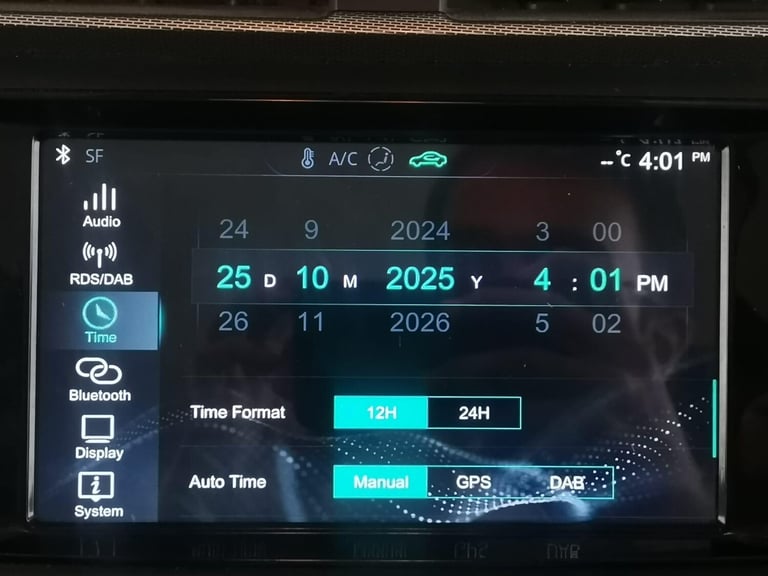 SF A/C --°C 4:01 PM
Audio
24 9 2024 3 00
RDS/DAB
25 D 10 M 2025 Y 4 : 01 PM
Time
26 11 2026 5 02
Bluetooth
Time Format 12H 24H
Display
Auto Time Manual GPS DAB
System